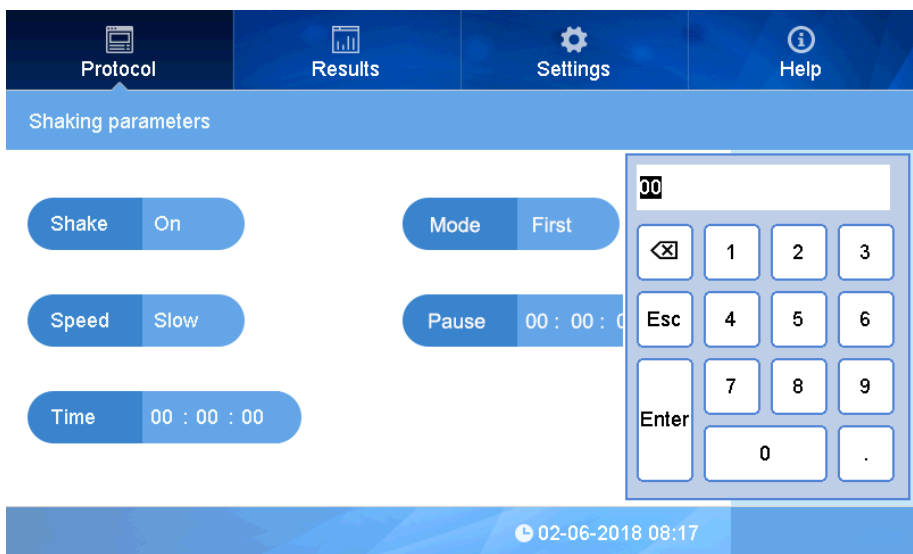 Protocol Results Settings Help
Shaking parameters
00
Shake On Mode First
1 2 3
Speed Slow Pause 00 : 00 : 0
Esc 4 5 6
7 8 9
Time 00 : 00 : 00
Enter
0 .
02-06-2018 08:17